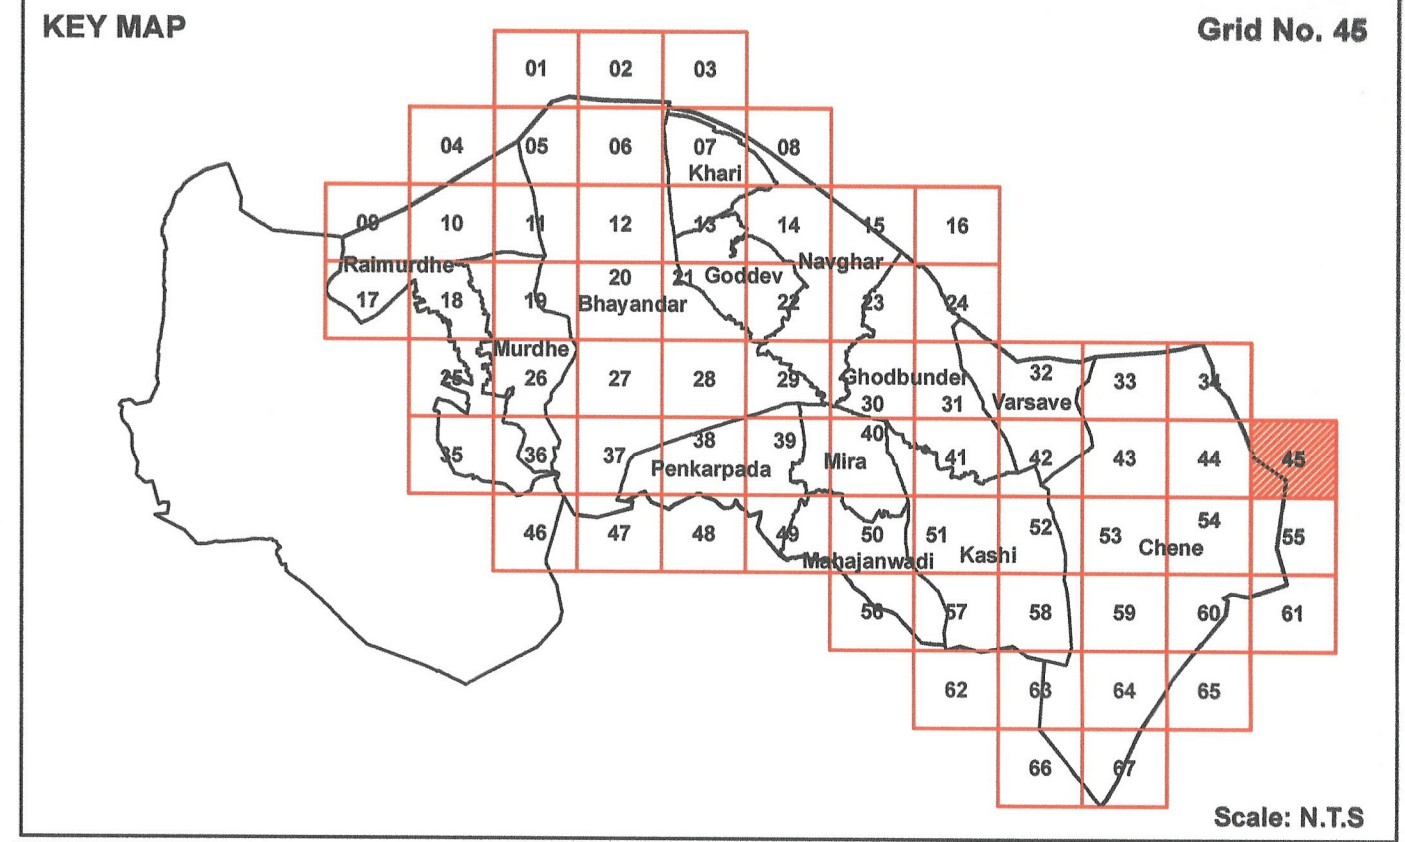 KEY MAP
Grid No. 45
01 02 03
04 05 06 07 08
Khari
09 10 11 12 13 14 15 16
Raimurdhe Goddev Navghar
17 18 19 20 21 22 23 24
Bhayandar
Murdhe
25 26 27 28 29 30 31 32 33 34
Ghodbunder Varsave
35 36 37 38 39 40 41 42 43 44 45
Penkarpada Mira
46 47 48 49 50 51 52 53 54 55
Mahajanwadi Kashi Chene
56 57 58 59 60 61
62 63 64 65
66 67
Scale: N.T.S